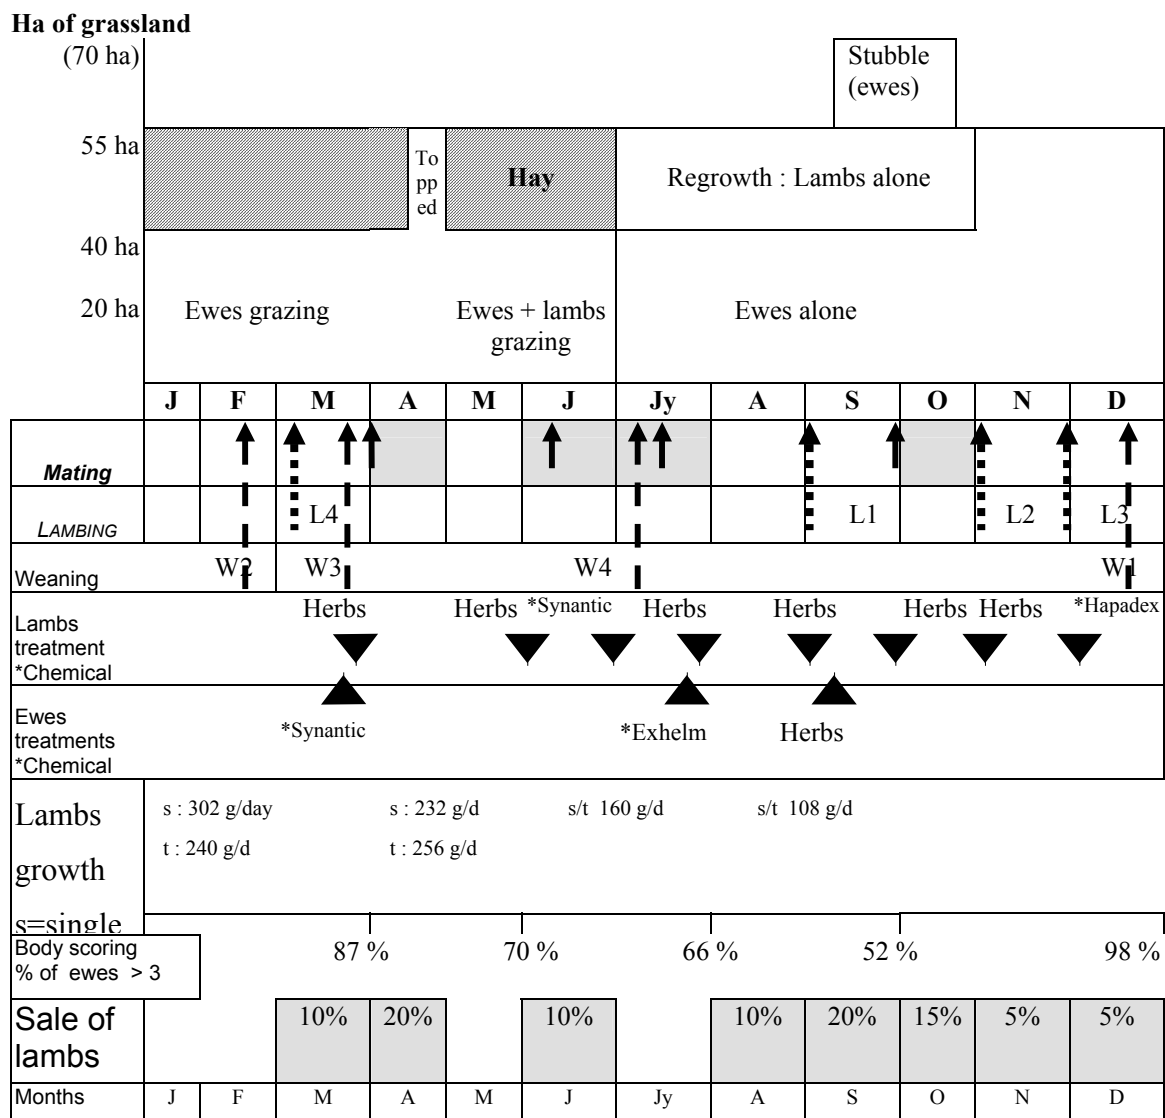 Ha of grassland
(70 ha)
Stubble
(ewes)
55 ha
To
pp
ed
Hay
Regrowth : Lambs alone
40 ha
20 ha
Ewes grazing
Ewes + lambs
grazing
Ewes alone
J F M A M J Jy A S O N D
Mating
LAMBING
L4 L1 L2 L3
Weaning
W2 W3 W4 W1
Lambs
treatment
*Chemical
Herbs Herbs *Synantic Herbs Herbs Herbs Herbs *Hapadex
Ewes
treatments
*Chemical
*Synantic *Exhelm Herbs
Lambs
growth
s=single
s : 302 g/day s : 232 g/d s/t 160 g/d s/t 108 g/d
t : 240 g/d t : 256 g/d
Body scoring
% of ewes > 3
87 % 70 % 66 % 52 % 98 %
Sale of
lambs
10% 20% 10% 10% 20% 15% 5% 5%
Months J F M A M J Jy A S O N D